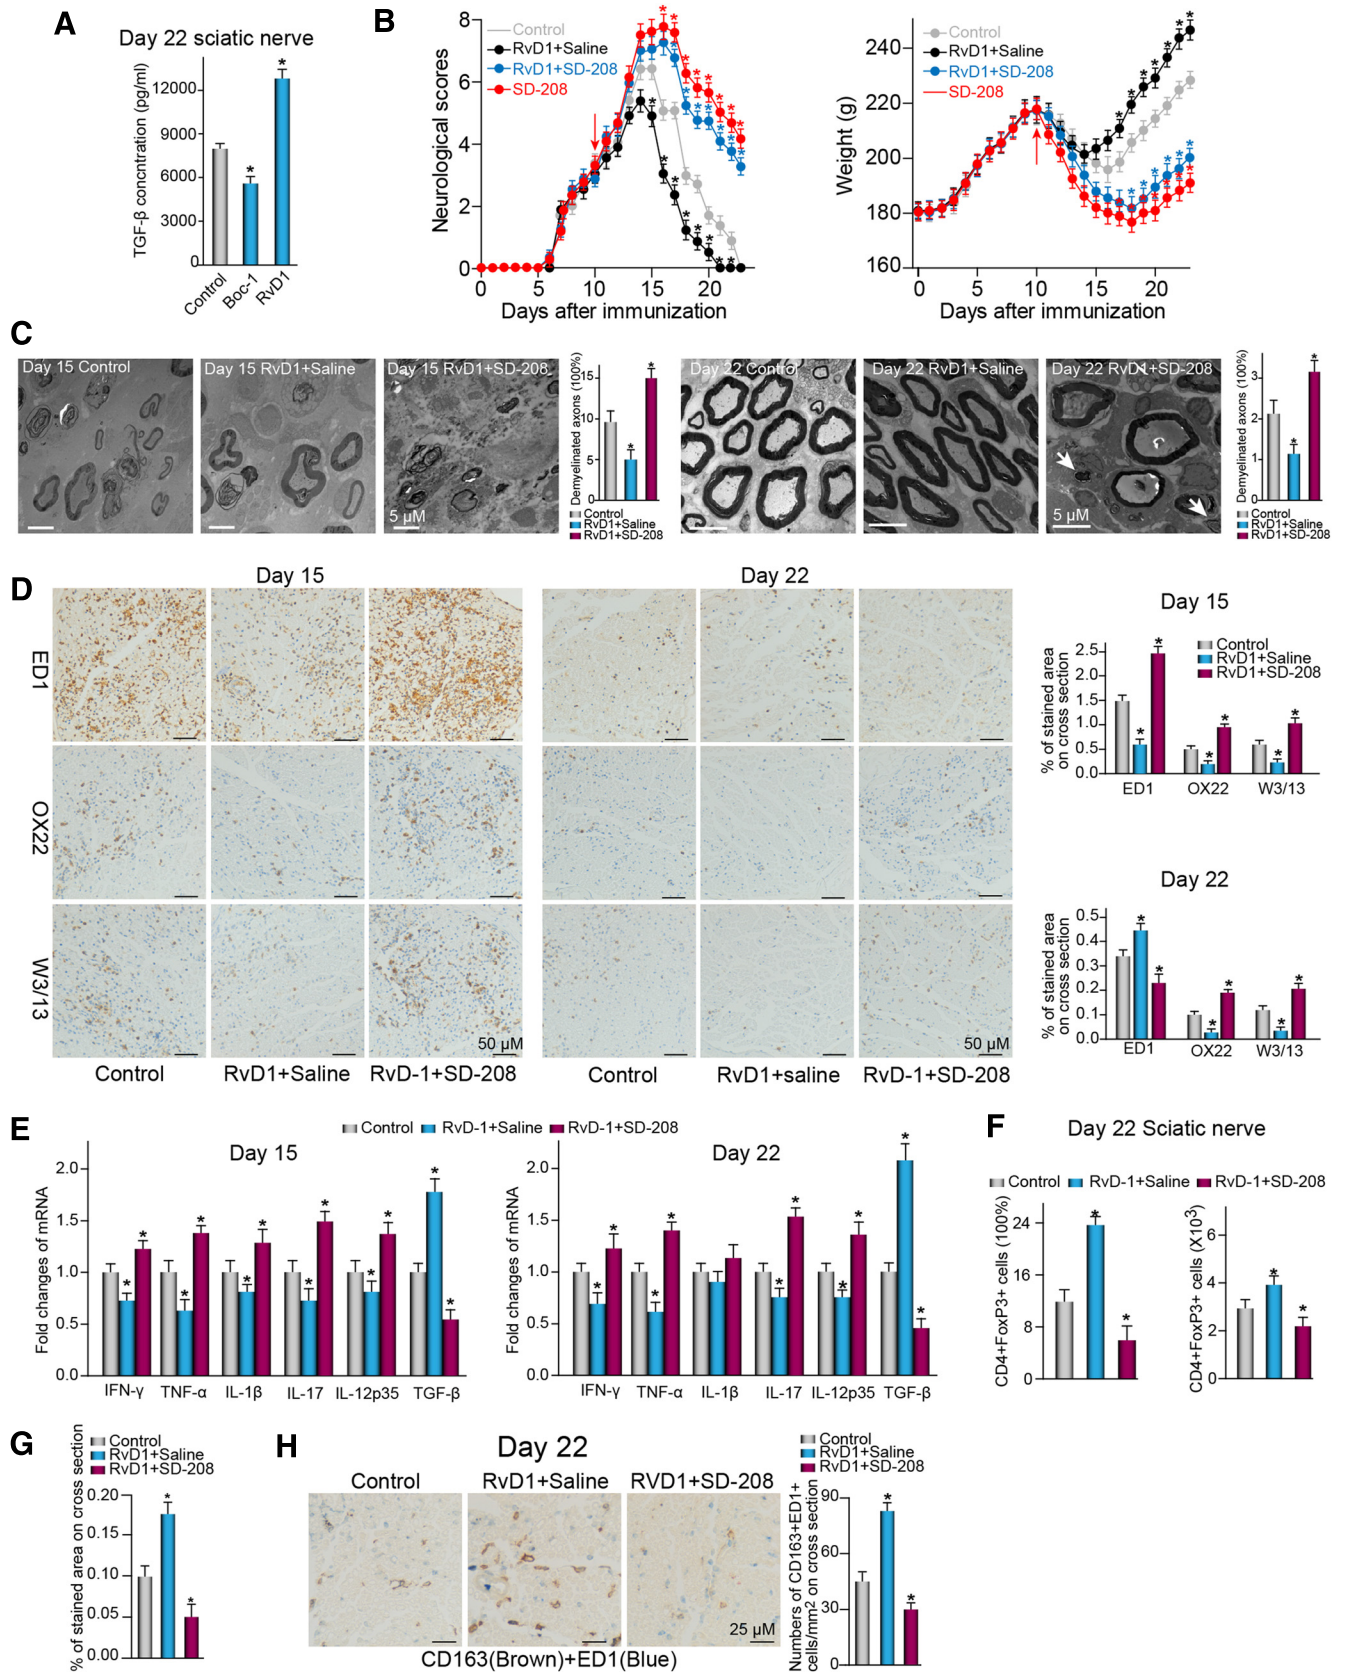 A
Day 22 sciatic nerve
TGF-β concntration (pg/ml)
12000
9000
6000
3000
0
*
*
Control
Boc-1
RvD1
B
Neurological scores
8
6
4
2
0
Control
RvD1+Saline
RvD1+SD-208
SD-208
0 5 10 15 20
Days after immunization
Weight (g)
240
220
200
180
160
Control
RvD1+Saline
RvD1+SD-208
SD-208
0 5 10 15 20
Days after immunization
C
Day 15 Control
Day 15 RvD1+Saline
Day 15 RvD1+SD-208
5 µM
Demyelinated axons (100%)
15
10
5
0
Control
RvD1+Saline
RvD1+SD-208
Day 22 Control
Day 22 RvD1+Saline
Day 22 RvD1+SD-208
5 µM
Demyelinated axons (100%)
3
2
1
0
Control
RvD1+Saline
RvD1+SD-208
D
Day 15
Day 22
ED1
OX22
W3/13
50 µM
50 µM
Control
RvD1+Saline
RvD-1+SD-208
Control
RvD1+saline
RvD-1+SD-208
Day 15
% of stained area
on cross section
2.5
2.0
1.5
1.0
0.5
0.0
Control
RvD1+Saline
RvD1+SD-208
ED1 OX22 W3/13
Day 22
% of stained area
on cross section
0.5
0.4
0.3
0.2
0.1
0.0
ED1 OX22 W3/13
E
Control RvD-1+Saline RvD-1+SD-208
Day 15
Fold changes of mRNA
2.0
1.5
1.0
0.5
0.0
IFN-γ TNF-α IL-1β IL-17 IL-12p35 TGF-β
Day 22
Fold changes of mRNA
2.0
1.5
1.0
0.5
0.0
IFN-γ TNF-α IL-1β IL-17 IL-12p35 TGF-β
F
Day 22 Sciatic nerve
Control RvD-1+Saline RvD-1+SD-208
CD4+FoxP3+ cells (100%)
24
16
8
0
CD4+FoxP3+ cells (X10³)
6
4
2
0
G
Control
RvD1+Saline
RvD1+SD-208
% of stained area on cross section
0.20
0.15
0.10
0.05
0.00
H
Day 22
Control
RvD1+Saline
RVD1+SD-208
25 µM
CD163(Brown)+ED1(Blue)
Control
RvD1+Saline
RvD1+SD-208
Numbers of CD163+ED1+
cells/mm2 on cross section
90
60
30
0